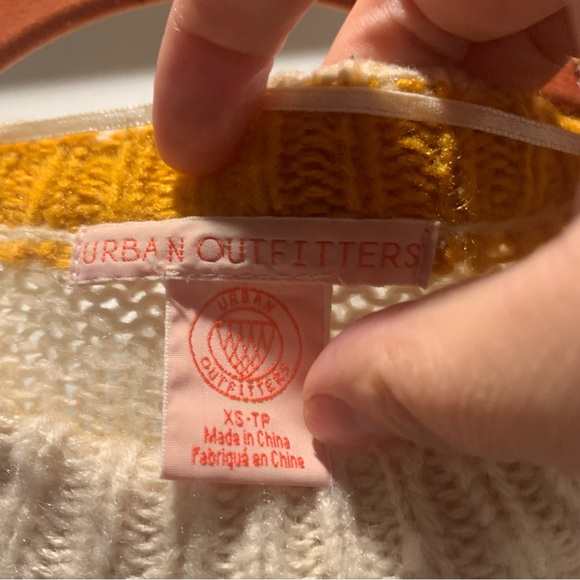 URBAN OUTFITTERS
URBAN
OUTFITTERS
XS-TP
Made in China
Fabriqué en Chine